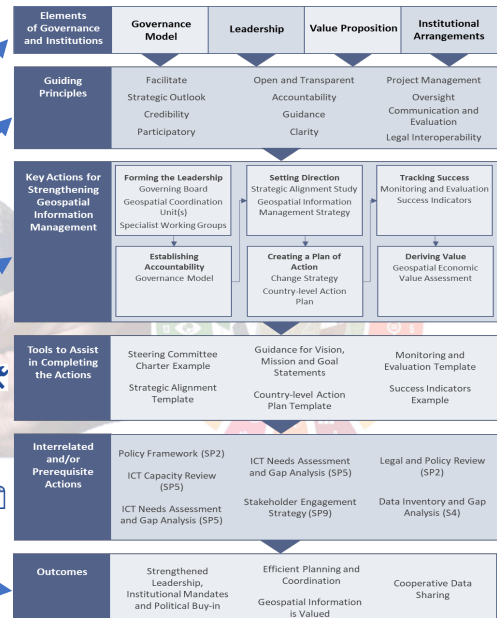 Elements
of Governance
and Institutions
Governance
Model
Leadership
Value Proposition
Institutional
Arrangements
Guiding
Principles
Facilitate
Strategic Outlook
Credibility
Participatory
Open and Transparent
Accountability
Guidance
Clarity
Project Management
Oversight
Communication and
Evaluation
Legal Interoperability
Key Actions for
Strengthening
Geospatial
Information
Management
Forming the Leadership
Governing Board
Geospatial Coordination
Unit(s)
Specialist Working Groups
Establishing
Accountability
Governance Model
Setting Direction
Strategic Alignment Study
Geospatial Information
Management Strategy
Creating a Plan of
Action
Change Strategy
Country-level Action
Plan
Tracking Success
Monitoring and Evaluation
Success Indicators
Deriving Value
Geospatial Economic
Value Assessment
Tools to Assist
in Completing
the Actions
Steering Committee
Charter Example
Strategic Alignment
Template
Guidance for Vision,
Mission and Goal
Statements
Country-level Action
Plan Template
Monitoring and
Evaluation Template
Success Indicators
Example
Interrelated
and/or
Prerequisite
Actions
Policy Framework (SP2)
ICT Capacity Review
(SP5)
ICT Needs Assessment
and Gap Analysis (SP5)
ICT Needs Assessment
and Gap Analysis (SP5)
Stakeholder Engagement
Strategy (SP9)
Legal and Policy Review
(SP2)
Data Inventory and Gap
Analysis (S4)
Outcomes
Strengthened
Leadership,
Institutional Mandates
and Political Buy-in
Efficient Planning and
Coordination
Geospatial Information
is Valued
Cooperative Data
Sharing